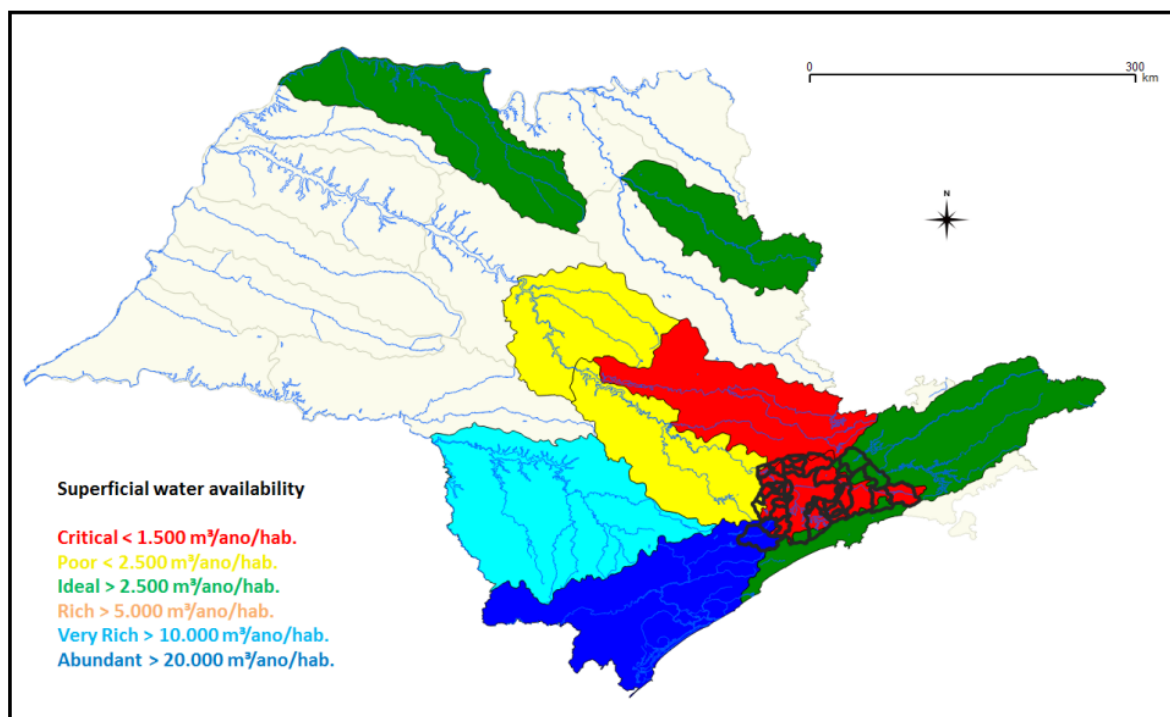 0 300
km
N
Superficial water availability
Critical < 1.500 m³/ano/hab.
Poor < 2.500 m³/ano/hab.
Ideal > 2.500 m³/ano/hab.
Rich > 5.000 m³/ano/hab.
Very Rich > 10.000 m³/ano/hab.
Abundant > 20.000 m³/ano/hab.